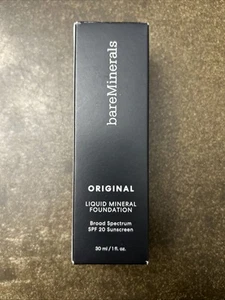 bareMinerals
ORIGINAL
LIQUID MINERAL
FOUNDATION
Broad Spectrum
SPF 20 Sunscreen
30 ml / 1 fl. oz.